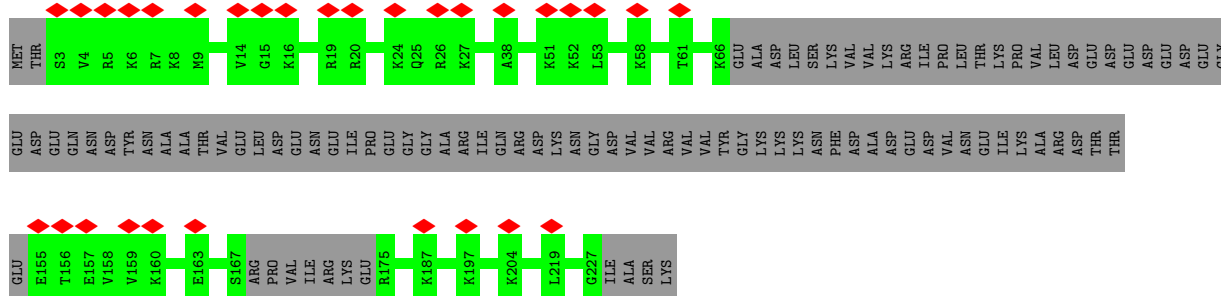 MET THR S3 V4 R5 K6 R7 K8 M9 V14 G15 K16 R19 R20 K24 Q25 R26 K27 A38 K51 K52 L53 K58 T61 K66 GLU ALA ASP LEU SER LYS VAL VAL LYS ARG ILE PRO LEU THR LYS PRO VAL LEU ASP GLU ASP GLU ASP GLU ASP GLU GLY
GLU ASP GLU GLN ASN ASP TYR ASN ALA ALA THR VAL GLU LEU ASP GLU ASN GLU ILE PRO GLU GLY GLY ALA ARG ILE GLN ARG ASP LYS ASN GLY ASP VAL VAL ARG VAL VAL TYR GLY LYS LYS LYS ASN PHE ASP ALA ASP GLU ASP VAL ASN GLU ILE LYS ALA ARG ASP THR THR
GLU E155 T156 E157 V158 V159 K160 E163 S167 ARG PRO VAL ILE ARG LYS GLU R175 K187 K197 K204 L219 G227 ILE ALA SER LYS